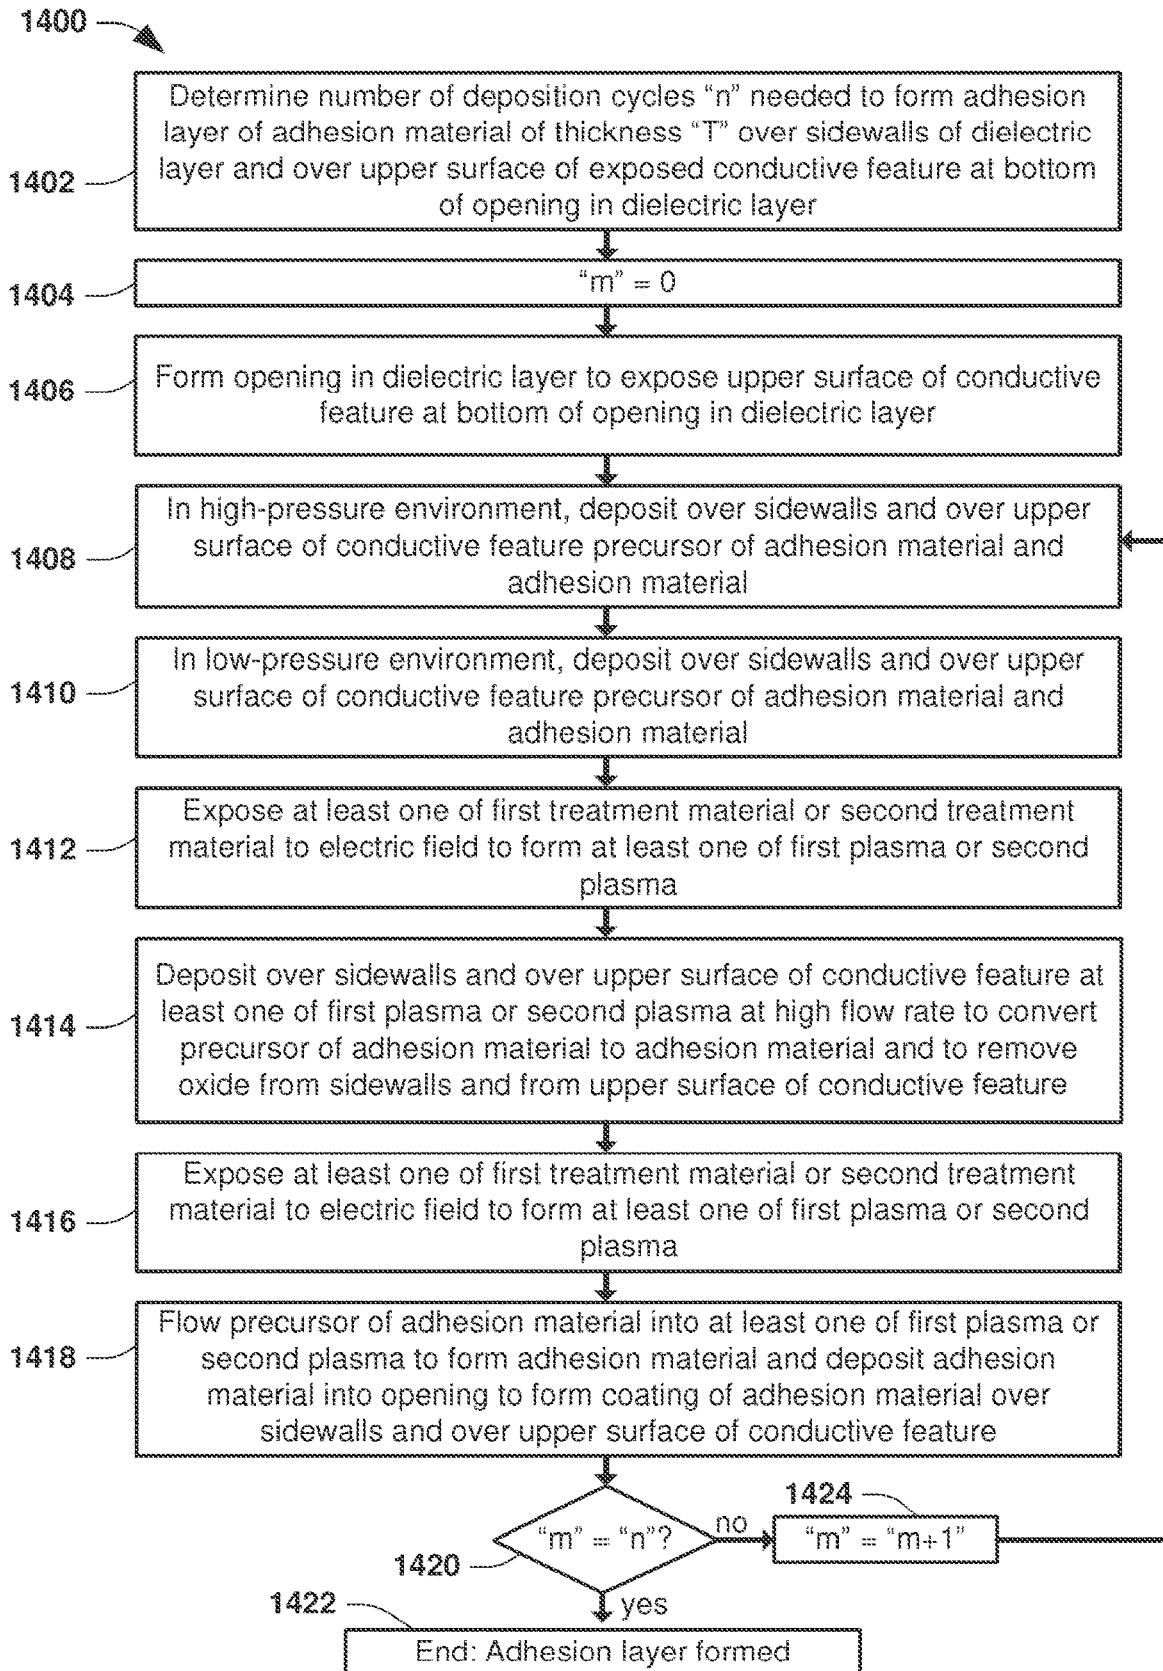 1400
Determine number of deposition cycles “n” needed to form adhesion
layer of adhesion material of thickness “T” over sidewalls of dielectric
layer and over upper surface of exposed conductive feature at bottom
of opening in dielectric layer
1402
“m” = 0
1404
Form opening in dielectric layer to expose upper surface of conductive
feature at bottom of opening in dielectric layer
1406
In high-pressure environment, deposit over sidewalls and over upper
surface of conductive feature precursor of adhesion material and
adhesion material
1408
In low-pressure environment, deposit over sidewalls and over upper
surface of conductive feature precursor of adhesion material and
adhesion material
1410
Expose at least one of first treatment material or second treatment
material to electric field to form at least one of first plasma or second
plasma
1412
Deposit over sidewalls and over upper surface of conductive feature at
least one of first plasma or second plasma at high flow rate to convert
precursor of adhesion material to adhesion material and to remove
oxide from sidewalls and from upper surface of conductive feature
1414
Expose at least one of first treatment material or second treatment
material to electric field to form at least one of first plasma or second
plasma
1416
Flow precursor of adhesion material into at least one of first plasma or
second plasma to form adhesion material and deposit adhesion
material into opening to form coating of adhesion material over
sidewalls and over upper surface of conductive feature
1418
“m” = “n”?
1420
no
1424
“m” = “m+1”
yes
1422
End: Adhesion layer formed